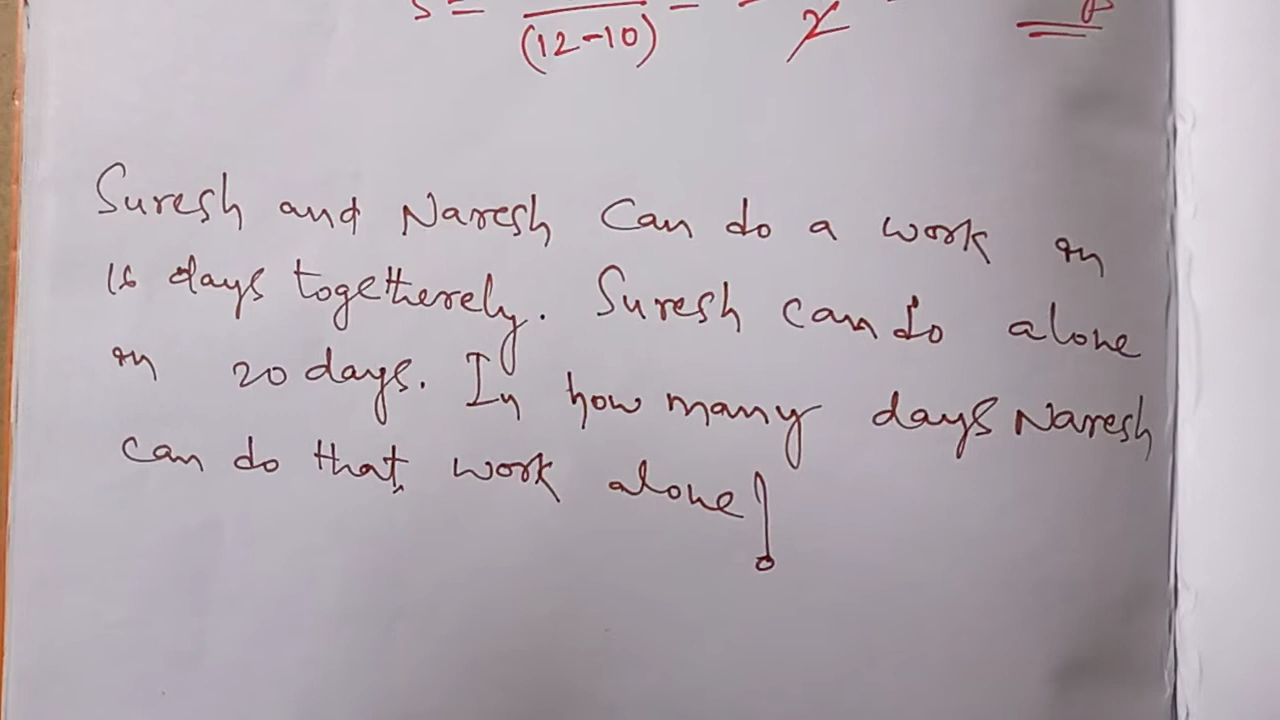 S = (12-10) = 2
Suresh and Naresh Can do a work in
16 days togetherely. Suresh can do alone
in 20 days. In how many days Naresh
can do that work alone?